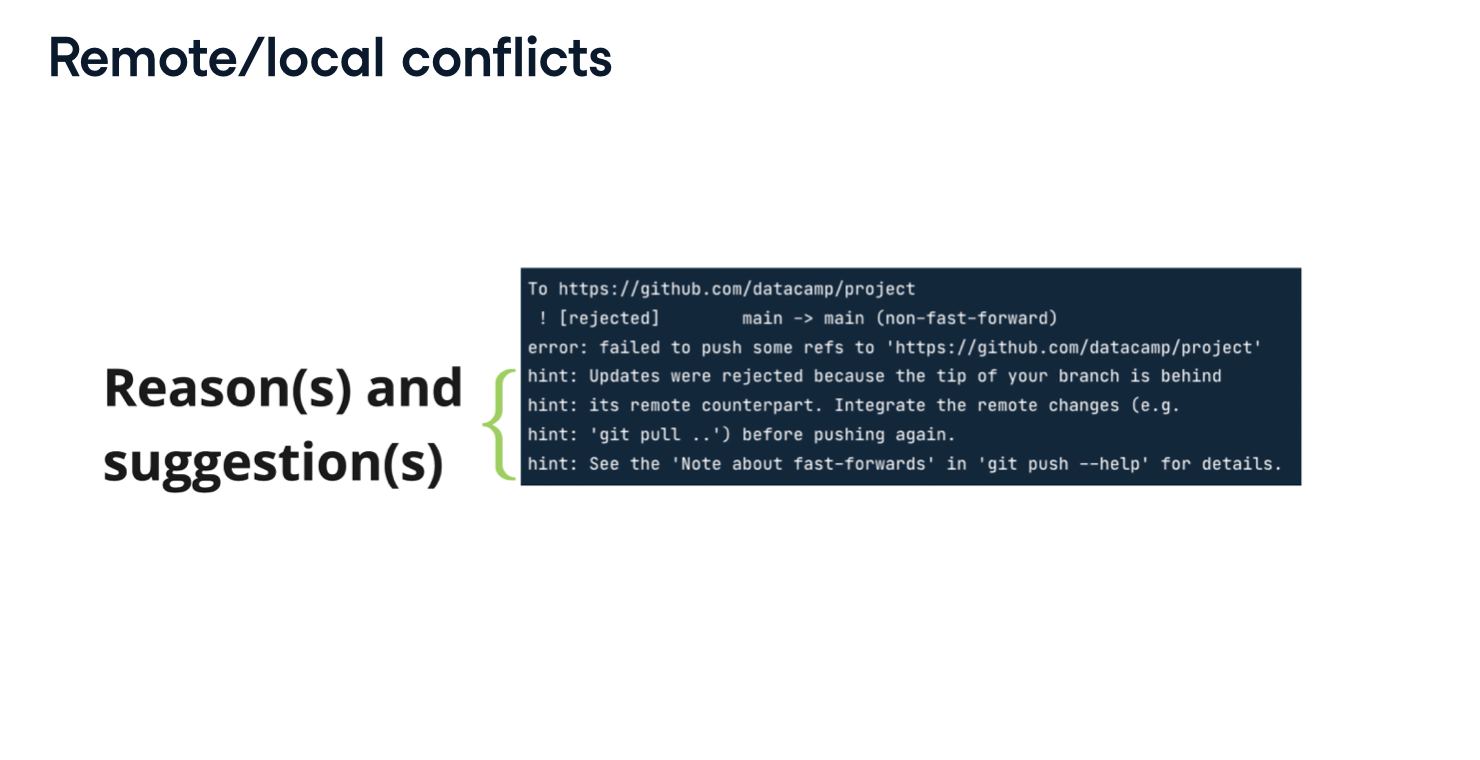 Remote/local conflicts
To https://github.com/datacamp/project
! [rejected]        main -> main (non-fast-forward)
error: failed to push some refs to 'https://github.com/datacamp/project'
Reason(s) and
suggestion(s)
hint: Updates were rejected because the tip of your branch is behind
hint: its remote counterpart. Integrate the remote changes (e.g.
hint: 'git pull ..') before pushing again.
hint: See the 'Note about fast-forwards' in 'git push --help' for details.